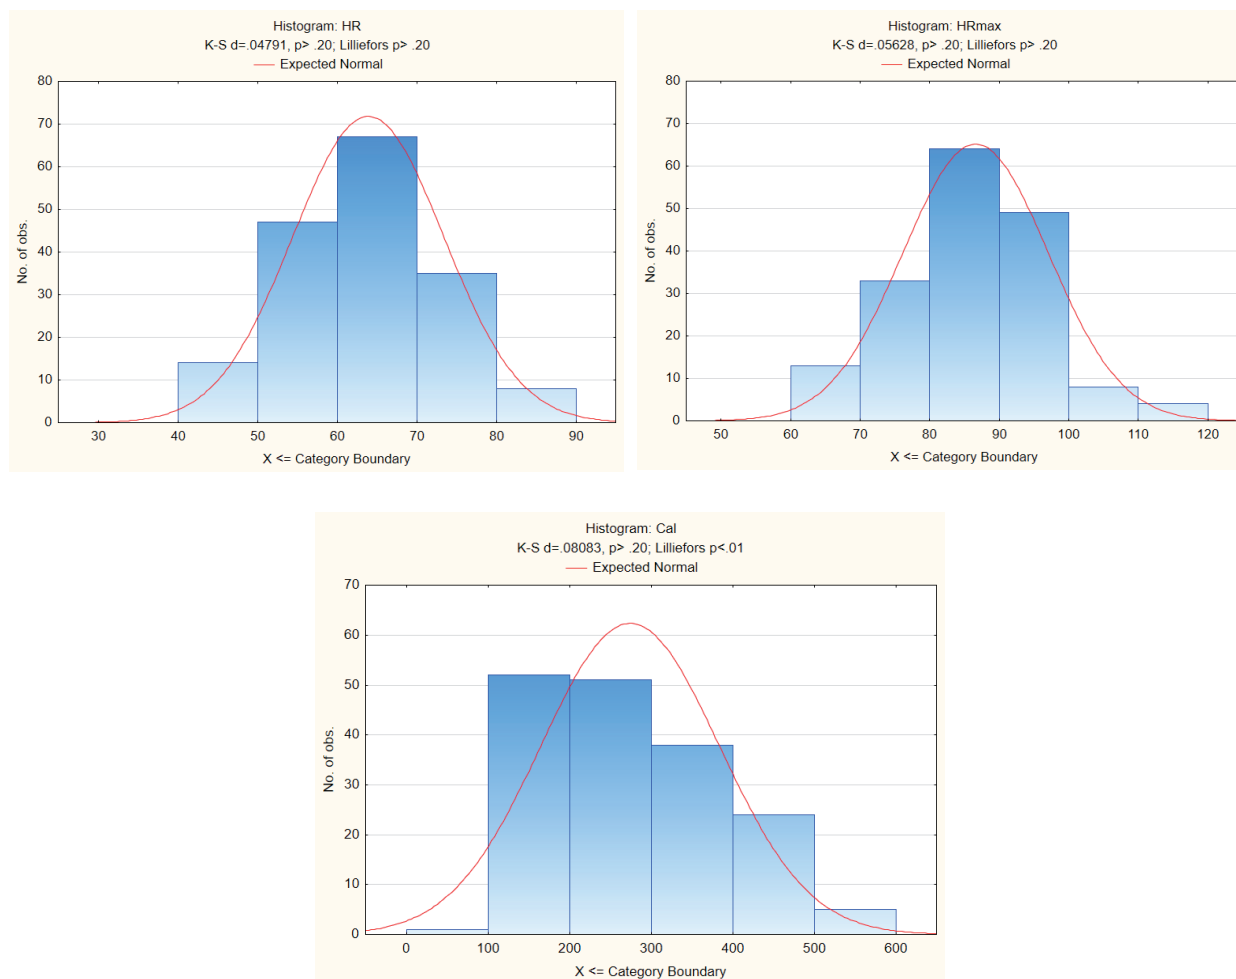 Histogram: HR
K-S d=.04791, p> .20; Lilliefors p> .20
Expected Normal
80
70
60
50
40
30
20
10
0
No. of obs.
30 40 50 60 70 80 90
X <= Category Boundary
Histogram: HRmax
K-S d=.05628, p> .20; Lilliefors p> .20
Expected Normal
80
70
60
50
40
30
20
10
0
No. of obs.
50 60 70 80 90 100 110 120
X <= Category Boundary
Histogram: Cal
K-S d=.08083, p> .20; Lilliefors p<.01
Expected Normal
70
60
50
40
30
20
10
0
No. of obs.
0 100 200 300 400 500 600
X <= Category Boundary